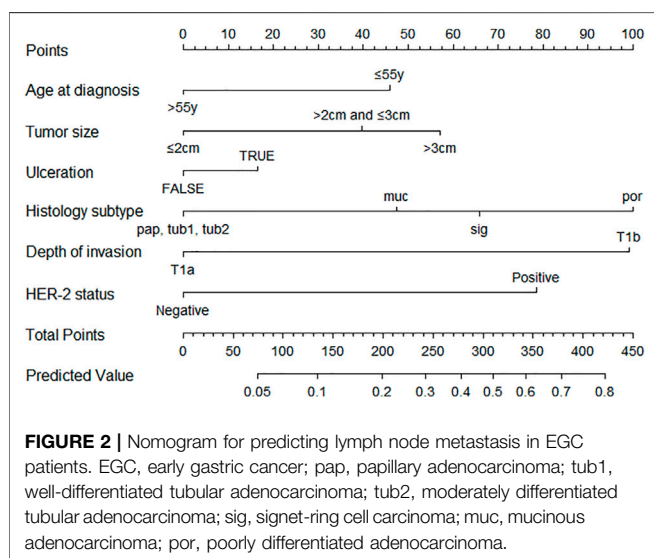 0 10 20 30 40 50 60 70 80 90 100
Points
≤55y
Age at diagnosis
>55y
>2cm and ≤3cm
Tumor size
≤2cm >3cm
TRUE
Ulceration
FALSE
muc por
Histology subtype
pap, tub1, tub2 sig
T1b
Depth of invasion
T1a
Positive
HER-2 status
Negative
Total Points
0 50 100 150 200 250 300 350 400 450
Predicted Value
0.05 0.1 0.2 0.3 0.4 0.5 0.6 0.7 0.8
FIGURE 2 | Nomogram for predicting lymph node metastasis in EGC
patients. EGC, early gastric cancer; pap, papillary adenocarcinoma; tub1,
well-differentiated tubular adenocarcinoma; tub2, moderately differentiated
tubular adenocarcinoma; sig, signet-ring cell carcinoma; muc, mucinous
adenocarcinoma; por, poorly differentiated adenocarcinoma.